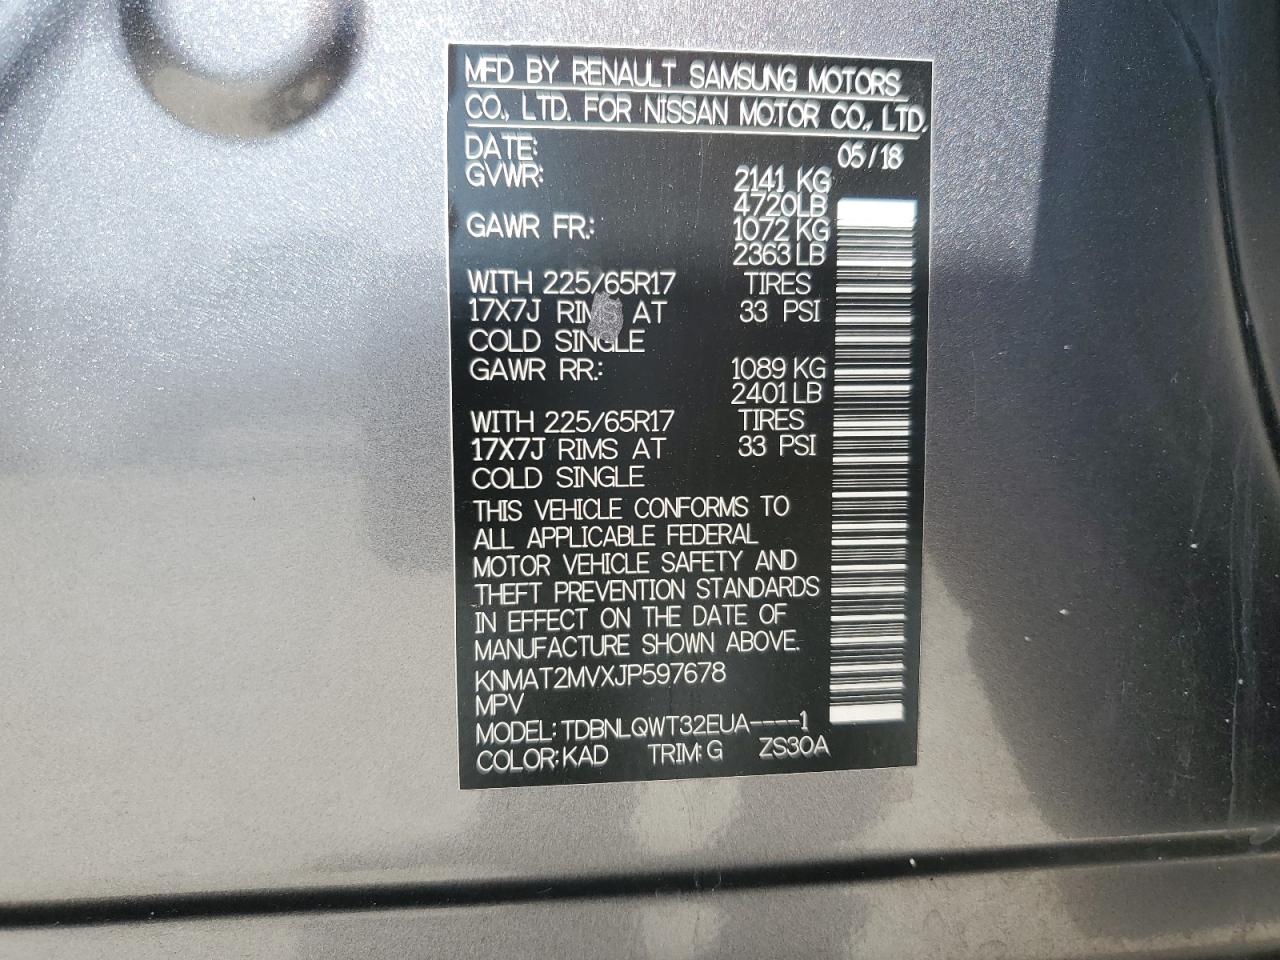 MFD BY RENAULT SAMSUNG MOTORS
CO., LTD. FOR NISSAN MOTOR CO., LTD.
DATE: 05/18
GVWR: 2141 KG
4720LB
GAWR FR.: 1072 KG
2363 LB
WITH 225/65R17 TIRES
17X7J RIMS AT 33 PSI
COLD SINGLE
GAWR RR.: 1089 KG
2401 LB
WITH 225/65R17 TIRES
17X7J RIMS AT 33 PSI
COLD SINGLE
THIS VEHICLE CONFORMS TO
ALL APPLICABLE FEDERAL
MOTOR VEHICLE SAFETY AND
THEFT PREVENTION STANDARDS
IN EFFECT ON THE DATE OF
MANUFACTURE SHOWN ABOVE.
KNMAT2MVXJP597678
MPV
MODEL: TDBNLQWT32EUA----1
COLOR: KAD TRIM: G ZS30A